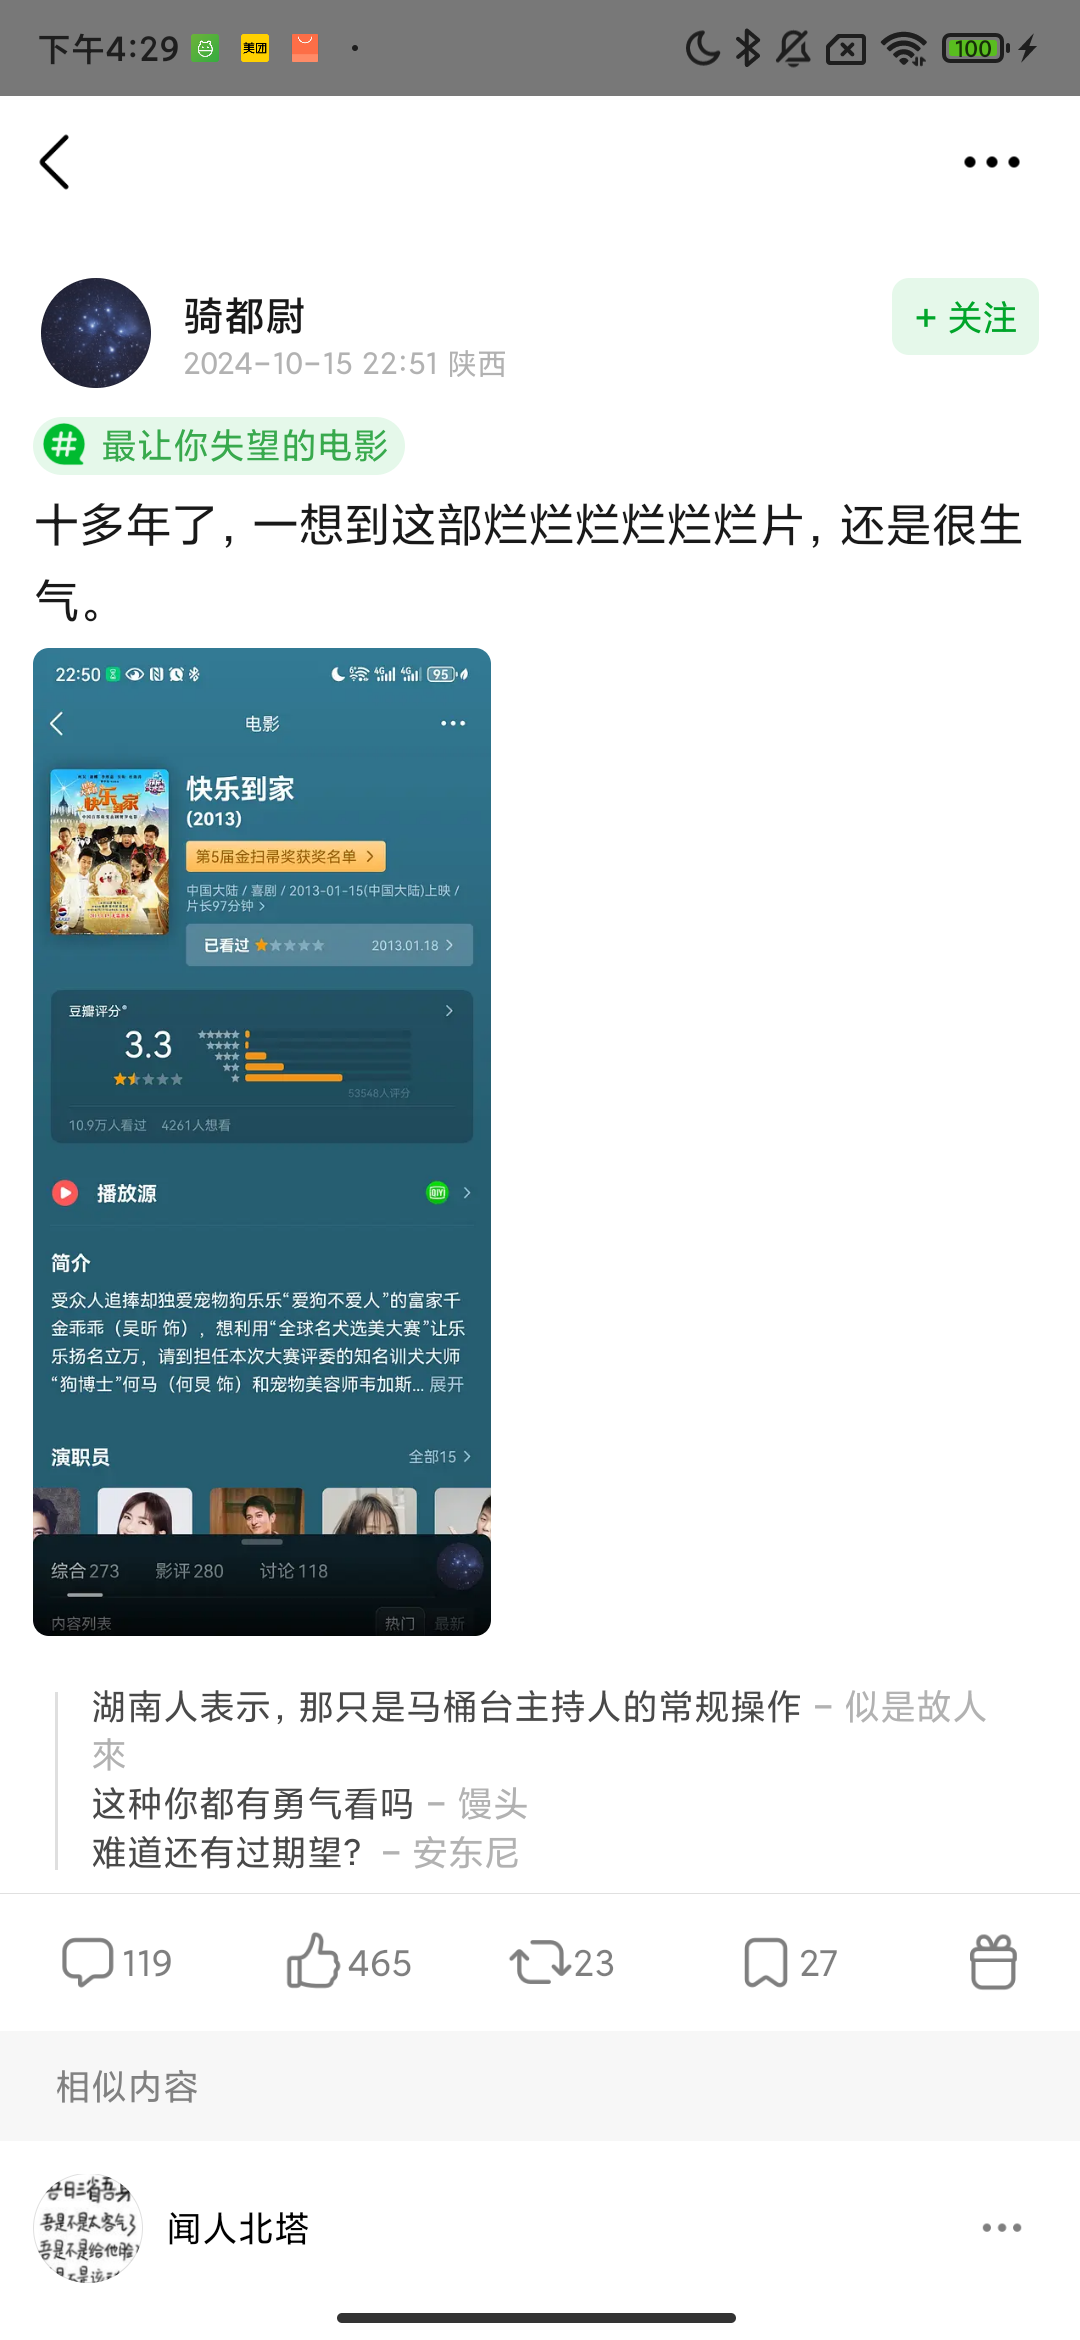 下午4:29
美团
100
骑都尉
+ 关注
2024-10-15 22:51 陕西
# 最让你失望的电影
十多年了，一想到这部烂烂烂烂烂烂片，还是很生
气。
22:50
95
电影
快乐到家
快乐到家
(2013)
第5届金扫帚奖获奖名单
中国大陆 / 喜剧 / 2013-01-15(中国大陆)上映 /
片长97分钟
已看过 2013.01.18
豆瓣评分
3.3
53548人评分
10.9万人看过 4261人想看
播放源
简介
受众人追捧却独爱宠物狗乐乐“爱狗不爱人”的富家千
金乖乖（吴昕 饰），想利用“全球名犬选美大赛”让乐
乐扬名立万，请到担任本次大赛评委的知名训犬大师
“狗博士”何马（何炅 饰）和宠物美容师韦加斯... 展开
演职员 全部15
综合 273 影评 280 讨论 118
内容列表 热门 最新
湖南人表示，那只是马桶台主持人的常规操作 - 似是故人
來
这种你都有勇气看吗 - 馒头
难道还有过期望？ - 安东尼
119 465 23 27
相似内容
闻人北塔